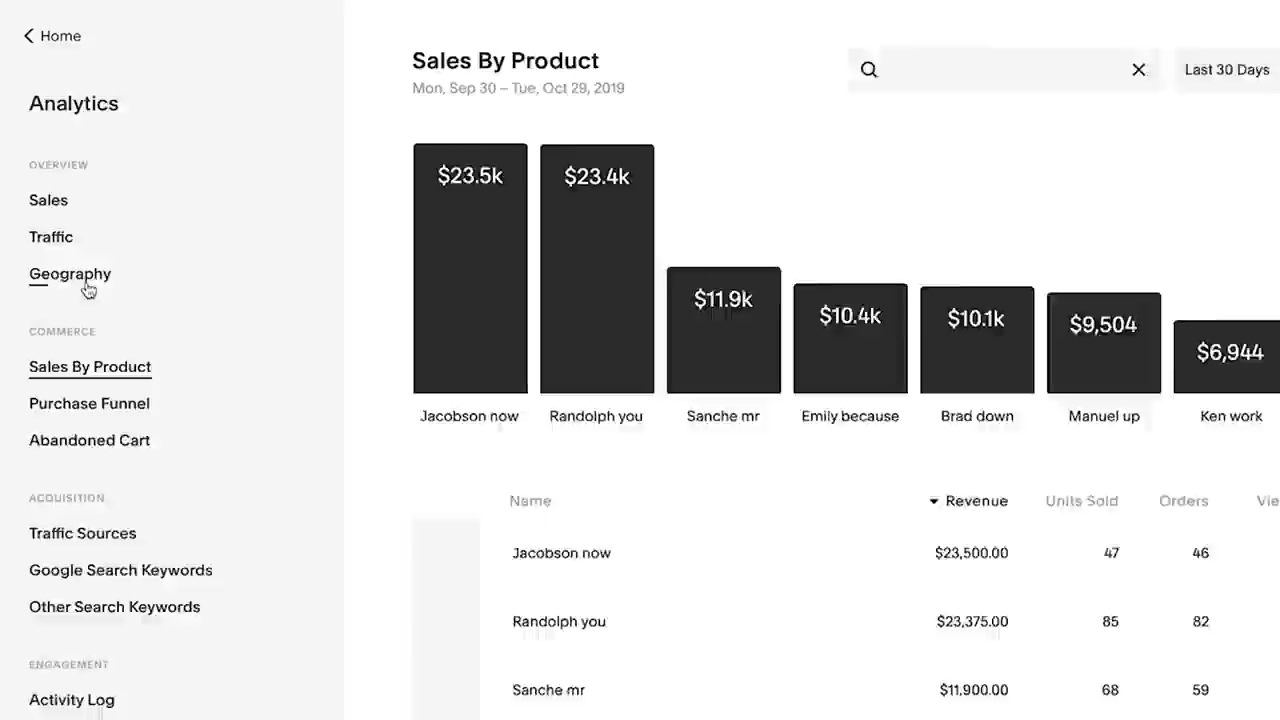 Home
Analytics
OVERVIEW
Sales
Traffic
Geography
COMMERCE
Sales By Product
Purchase Funnel
Abandoned Cart
ACQUISITION
Traffic Sources
Google Search Keywords
Other Search Keywords
ENGAGEMENT
Activity Log
Sales By Product
Mon, Sep 30 – Tue, Oct 29, 2019
Last 30 Days
$23.5k $23.4k $11.9k $10.4k $10.1k $9,504 $6,944
Jacobson now Randolph you Sanche mr Emily because Brad down Manuel up Ken work
Name Revenue Units Sold Orders
Jacobson now $23,500.00 47 46
Randolph you $23,375.00 85 82
Sanche mr $11,900.00 68 59